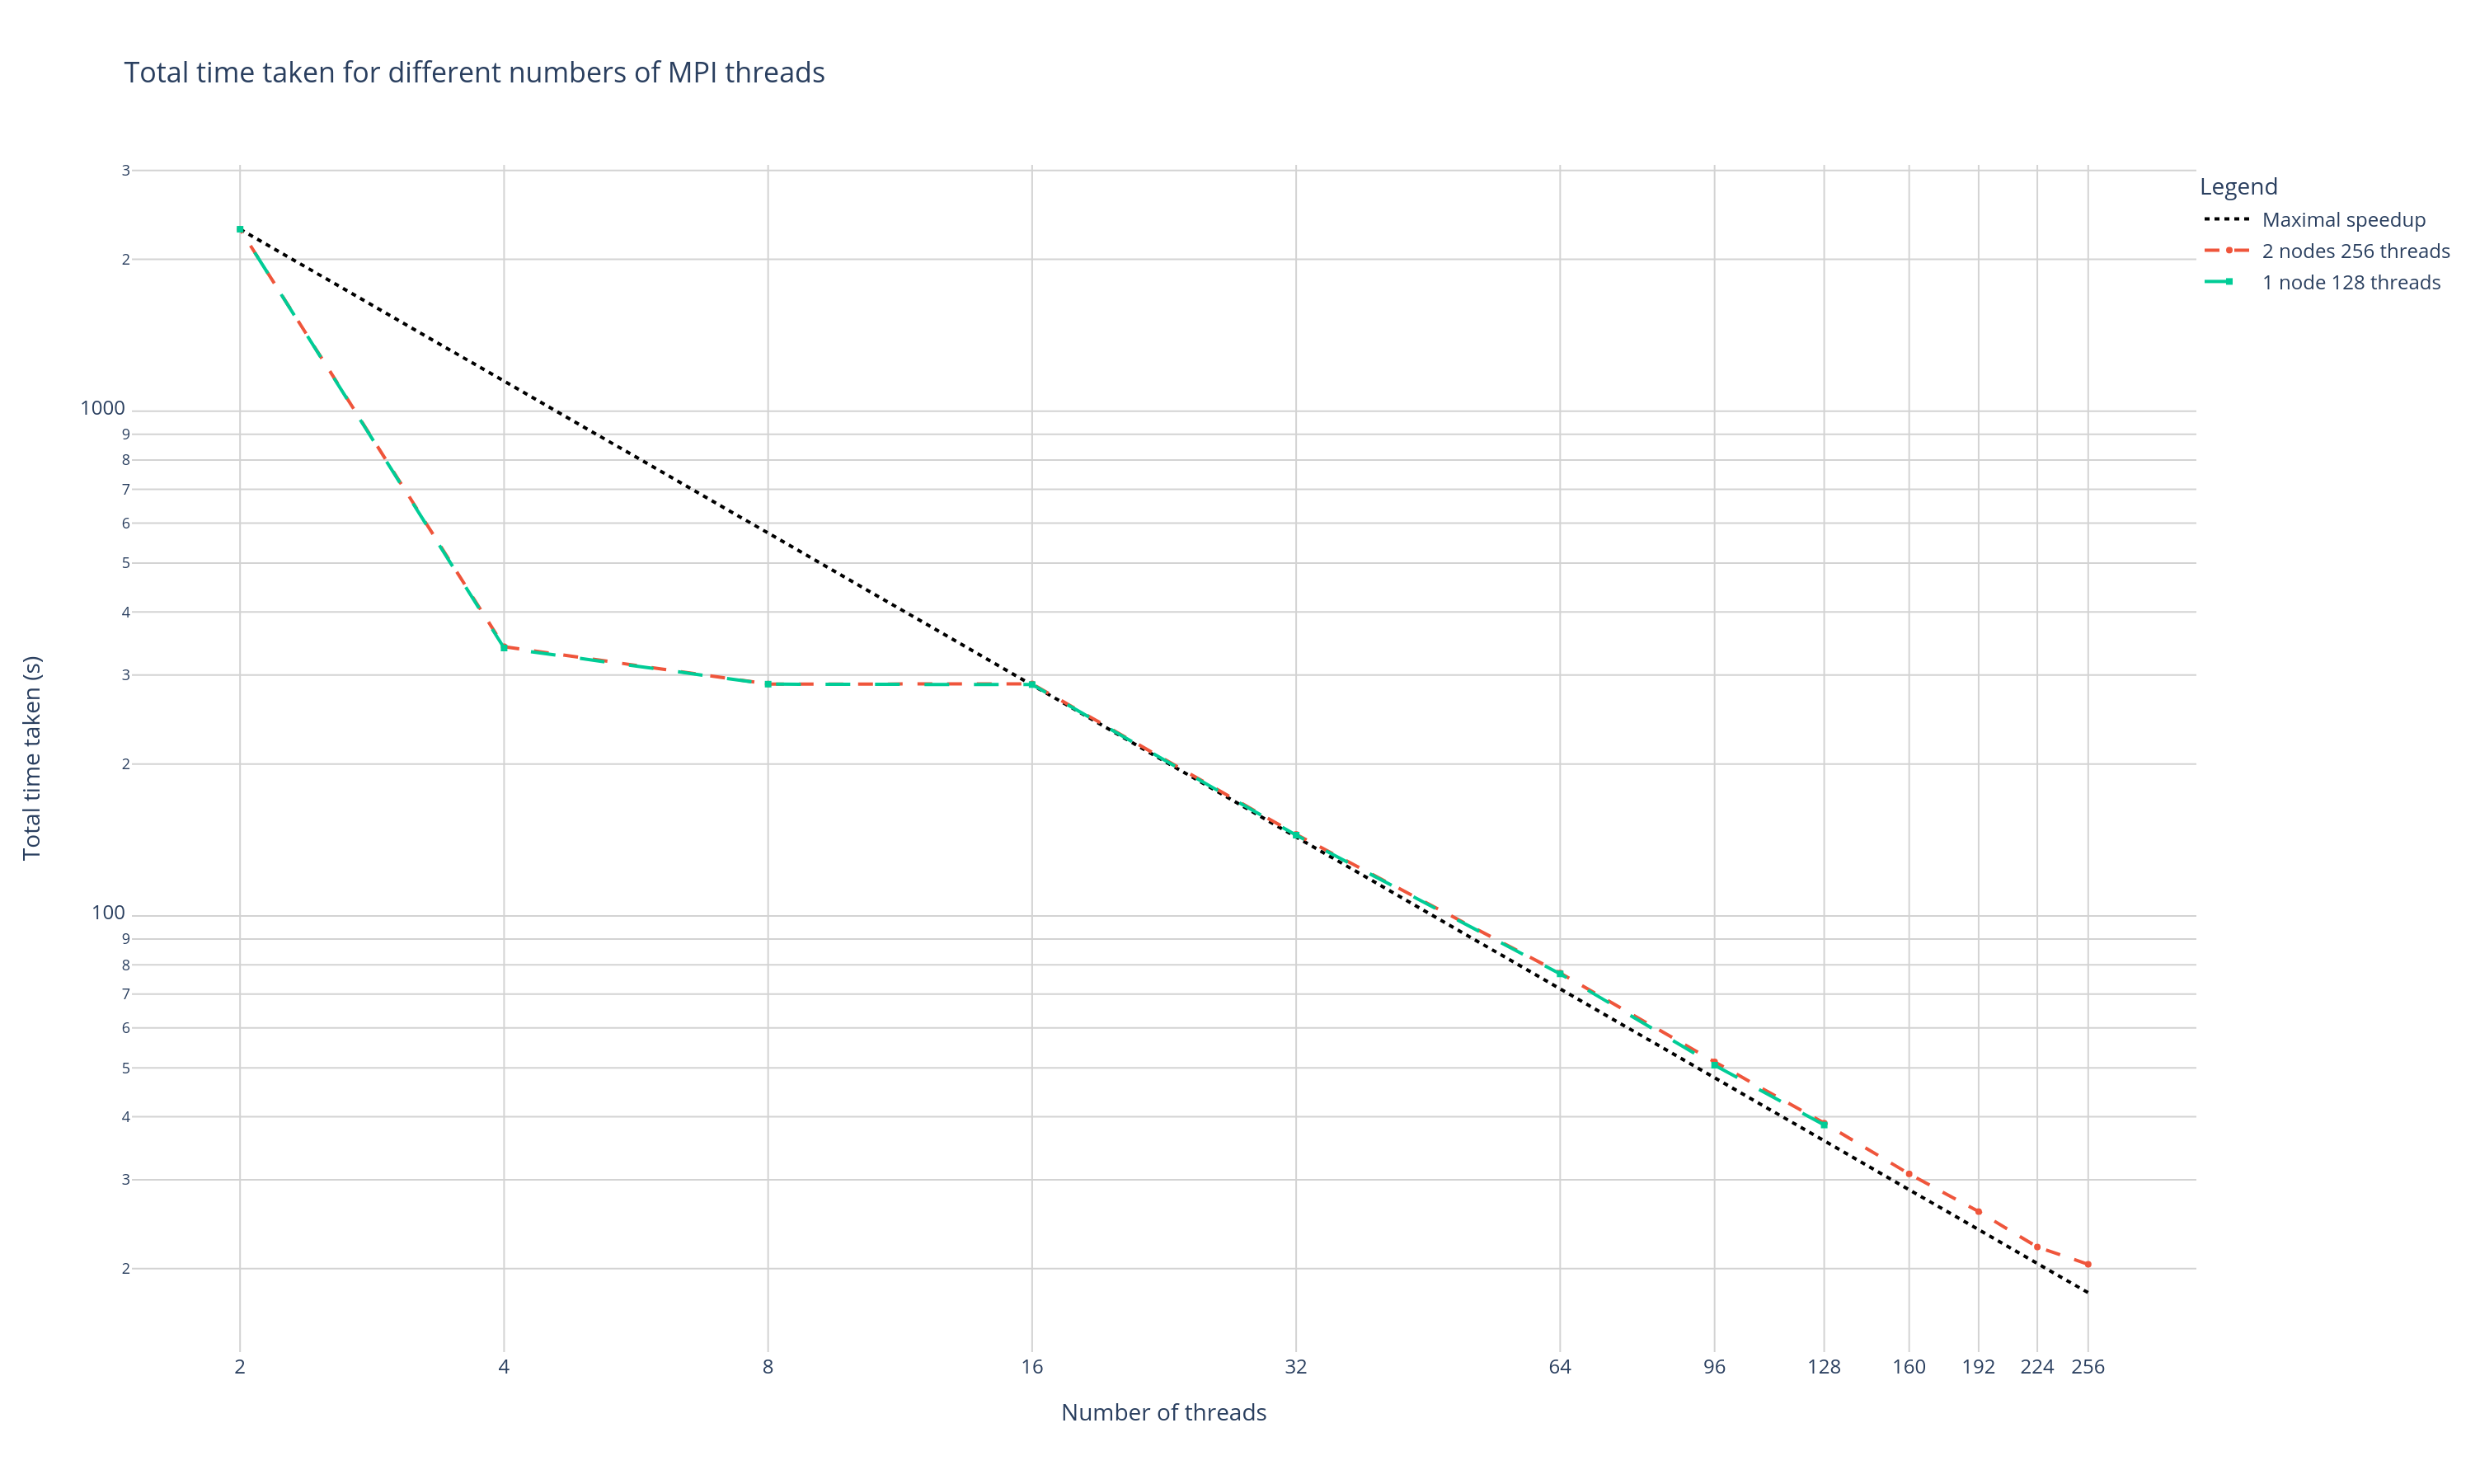 Total time taken for different numbers of MPI threads
Legend
Maximal speedup
2 nodes 256 threads
1 node 128 threads
3
2
1000
9
8
7
6
5
4
3
2
100
9
8
7
6
5
4
3
2
Total time taken (s)
2 4 8 16 32 64 96 128 160 192 224 256
Number of threads